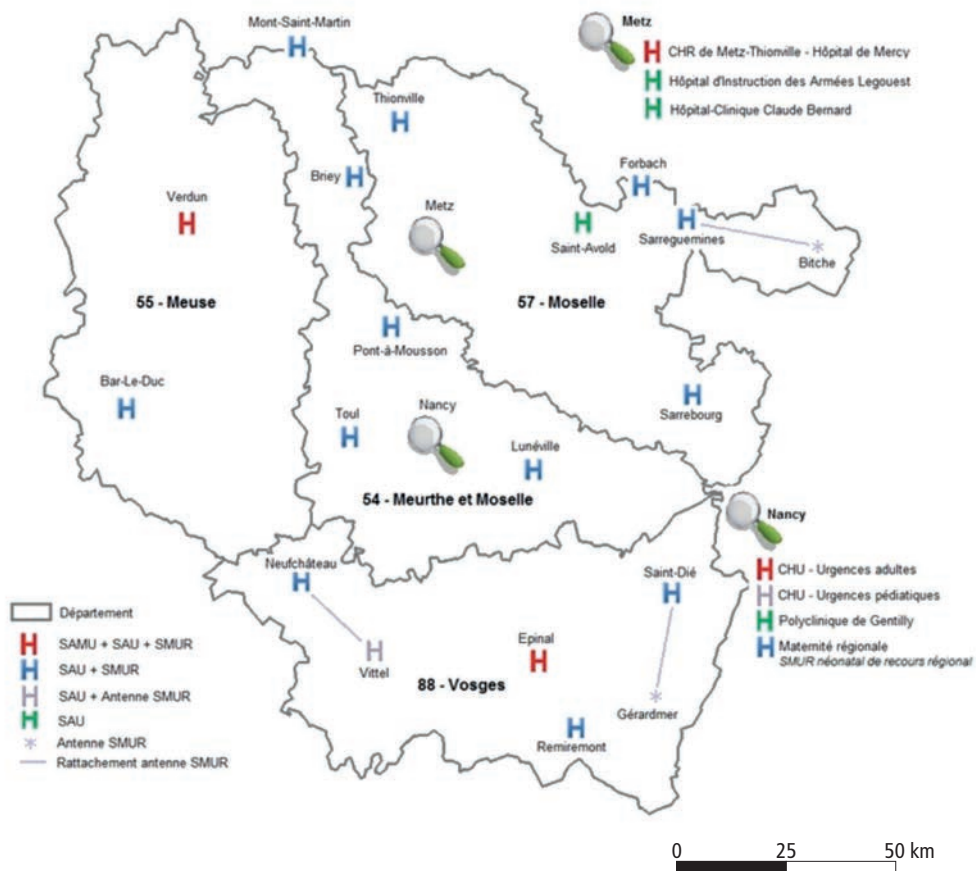 Mont-Saint-Martin
Metz
H CHR de Metz-Thionville - Hôpital de Mercy
H Hôpital d'Instruction des Armées Legouest
H Hôpital-Clinique Claude Bernard
H
Thionville
H
Forbach
H
Briey H
Verdun
H
Metz
H
Saint-Avold
H
Sarreguemines
*
Bitche
55 - Meuse
57 - Moselle
H
Pont-à-Mousson
Bar-Le-Duc
H
H
Sarrebourg
Toul
H
Nancy
Lunéville
H
54 - Meurthe et Moselle
Nancy
H CHU - Urgences adultes
H CHU - Urgences pédiatiques
H Polyclinique de Gentilly
H Maternité régionale
SMUR néonatal de recours régional
Neufchâteau
H
Saint-Dié
H
H
Vittel
Epinal
H
88 - Vosges
*
Gérardmer
H
Remiremont
Département
H SAMU + SAU + SMUR
H SAU + SMUR
H SAU + Antenne SMUR
H SAU
* Antenne SMUR
Rattachement antenne SMUR
0 25 50 km